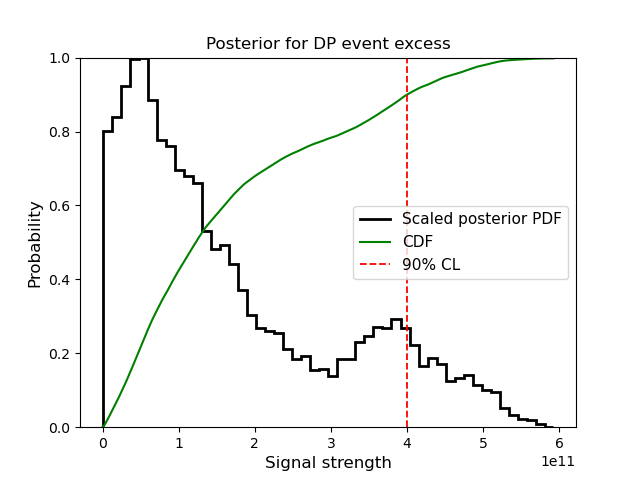 Posterior for DP event excess
Probability
1.0
0.8
0.6
0.4
0.2
0.0
Scaled posterior PDF
CDF
90% CL
0 1 2 3 4 5 6
1e11
Signal strength